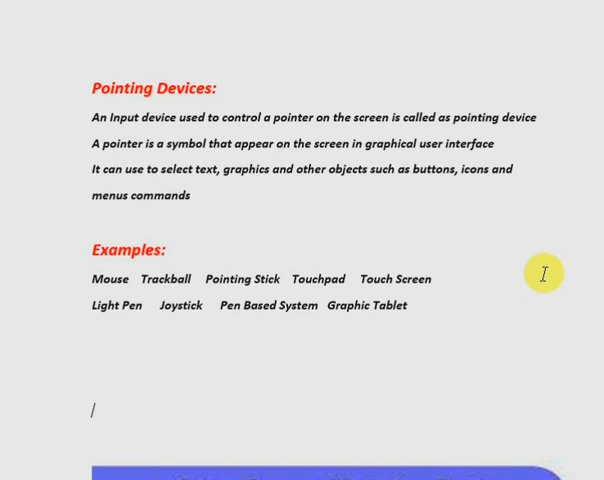 Pointing Devices:
An Input device used to control a pointer on the screen is called as pointing device
A pointer is a symbol that appear on the screen in graphical user interface
It can use to select text, graphics and other objects such as buttons, icons and
menus commands
Examples:
Mouse Trackball Pointing Stick Touchpad Touch Screen
Light Pen Joystick Pen Based System Graphic Tablet